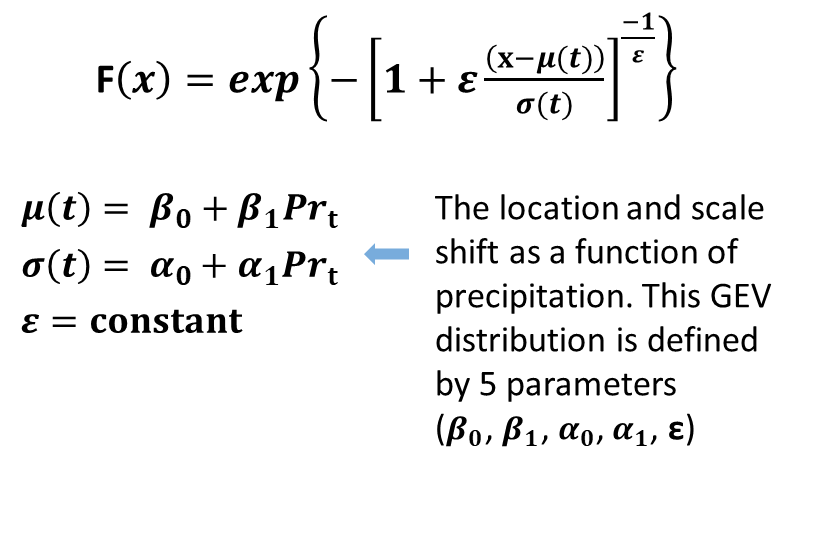 F(x) = exp{−[1 + ε (x−μ(t))/σ(t)]^(−1/ε)}
μ(t) = β₀ + β₁Prₜ
σ(t) = α₀ + α₁Prₜ
ε = constant
The location and scale
shift as a function of
precipitation. This GEV
distribution is defined
by 5 parameters
(β₀, β₁, α₀, α₁, ε)